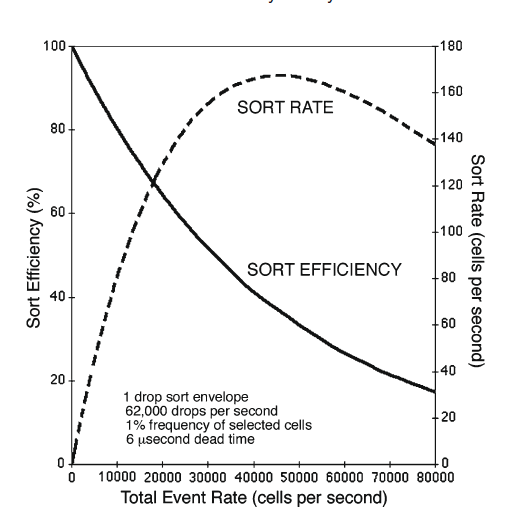 100
80
60
40
20
0
Sort Efficiency (%)
180
160
140
120
100
80
60
40
20
0
Sort Rate (cells per second)
SORT RATE
SORT EFFICIENCY
1 drop sort envelope
62,000 drops per second
1% frequency of selected cells
6 μsecond dead time
0 10000 20000 30000 40000 50000 60000 70000 80000
Total Event Rate (cells per second)